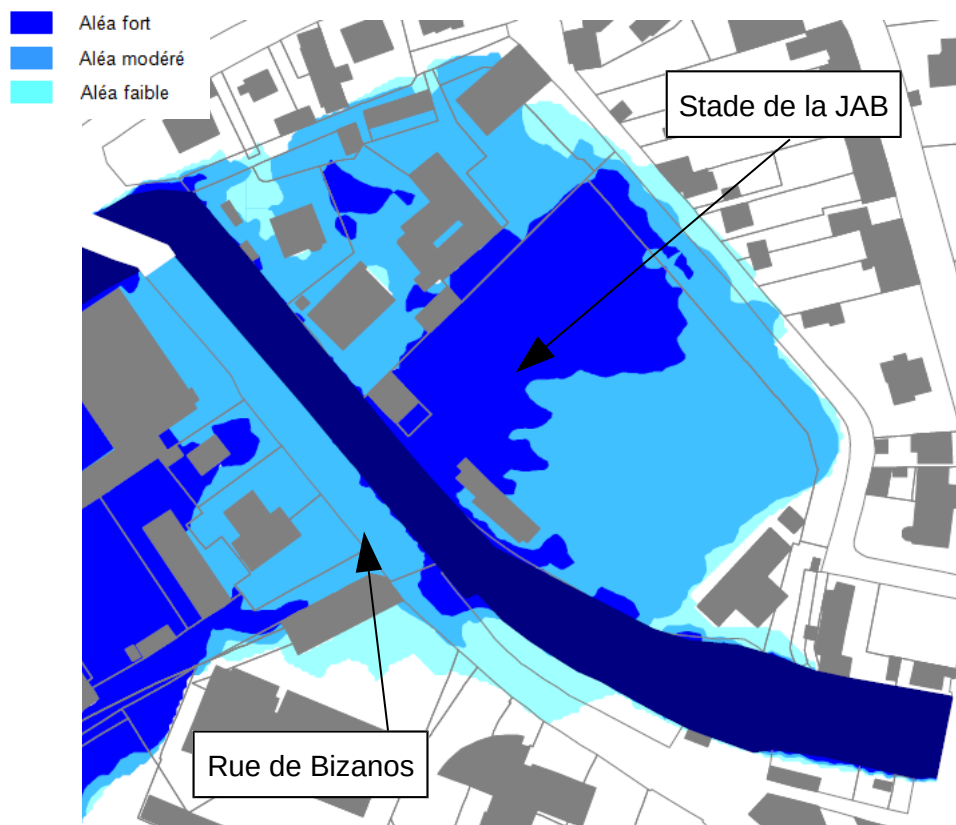 Aléa fort
Aléa modéré
Aléa faible
Stade de la JAB
Rue de Bizanos